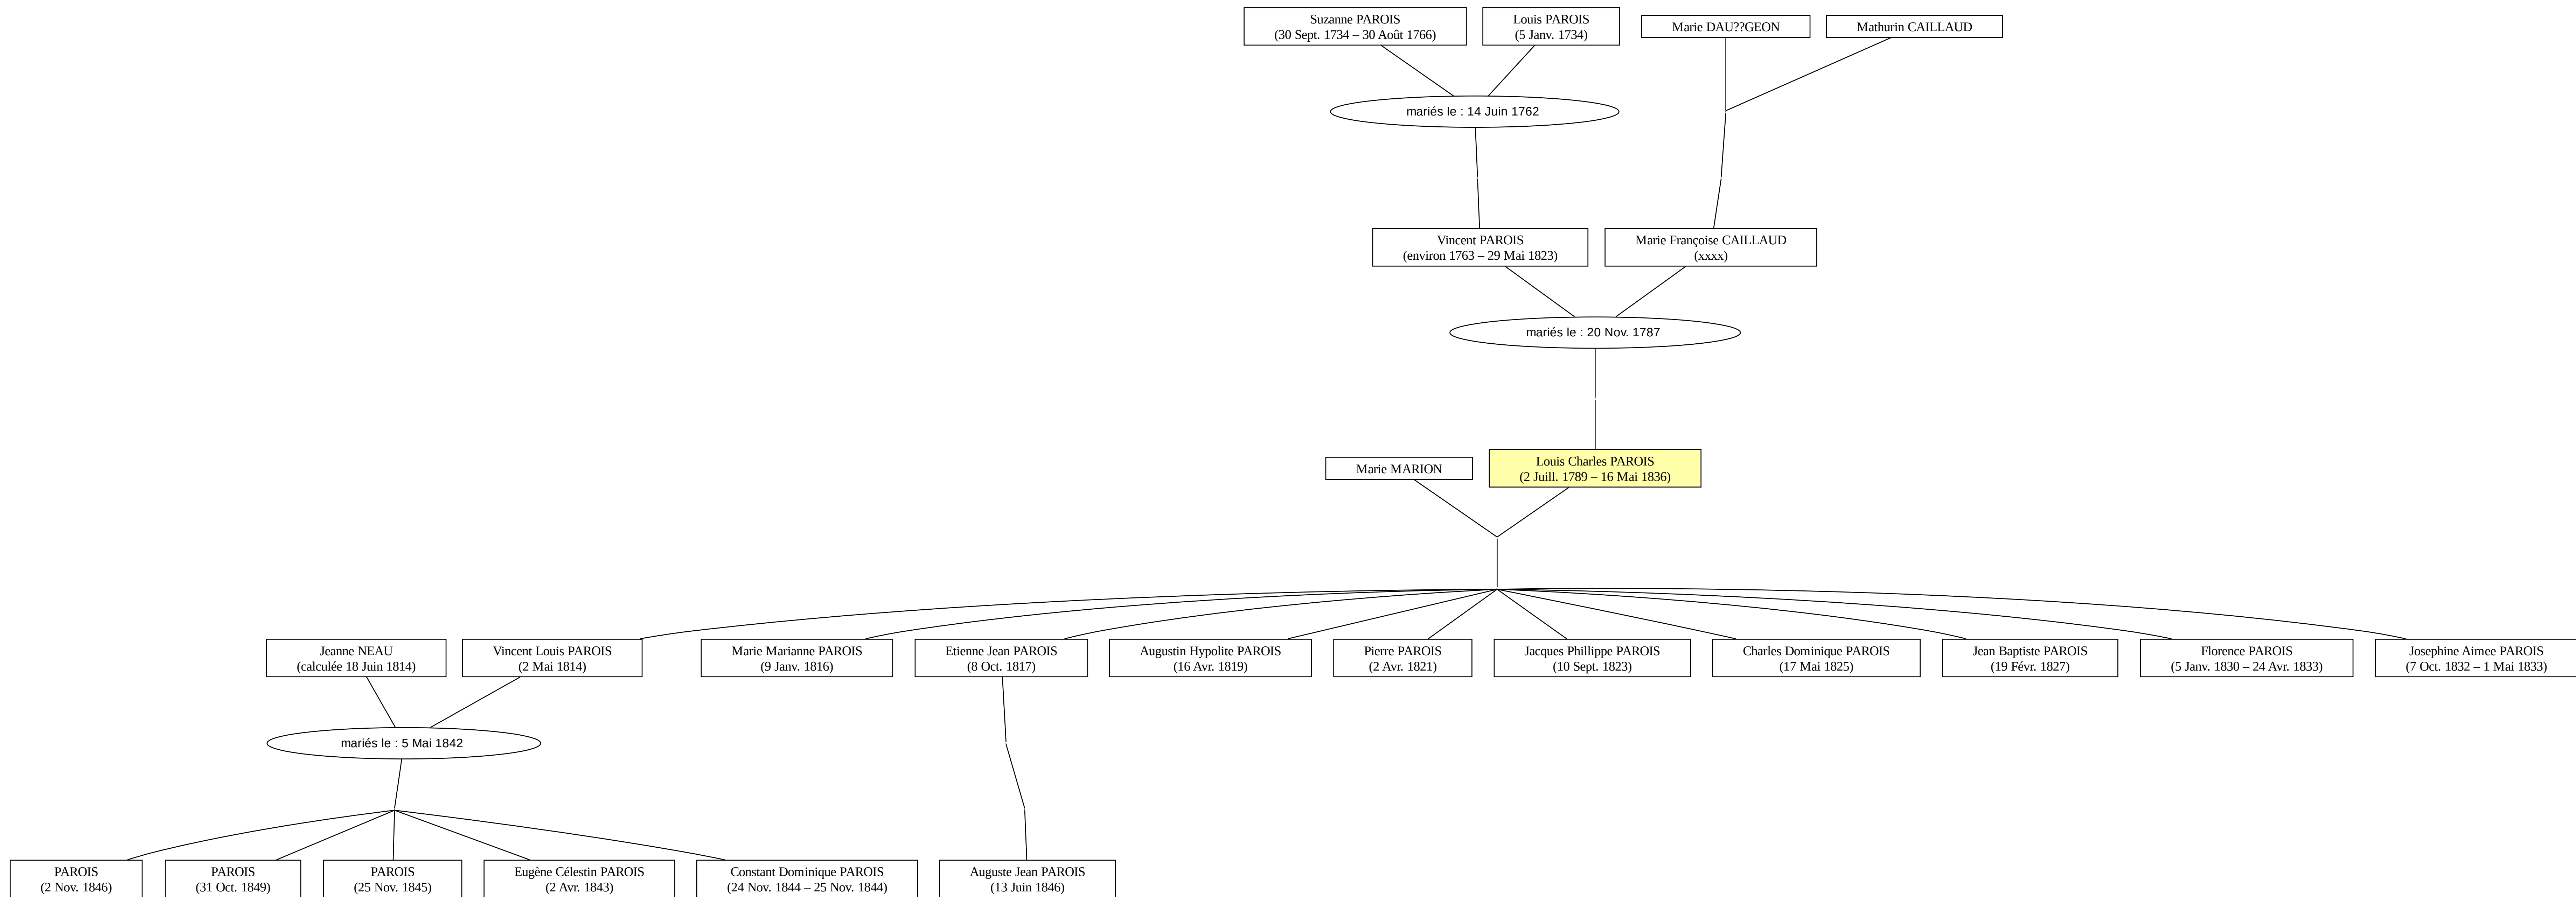 Suzanne PAROIS
(30 Sept. 1734 – 30 Août 1766)
Louis PAROIS
(5 Janv. 1734)
Marie DAU??GEON
Mathurin CAILLAUD
mariés le : 14 Juin 1762
Vincent PAROIS
(environ 1763 – 29 Mai 1823)
Marie Françoise CAILLAUD
(xxxx)
mariés le : 20 Nov. 1787
Marie MARION
Louis Charles PAROIS
(2 Juill. 1789 – 16 Mai 1836)
Jeanne NEAU
(calculée 18 Juin 1814)
Vincent Louis PAROIS
(2 Mai 1814)
Marie Marianne PAROIS
(9 Janv. 1816)
Etienne Jean PAROIS
(8 Oct. 1817)
Augustin Hypolite PAROIS
(16 Avr. 1819)
Pierre PAROIS
(2 Avr. 1821)
Jacques Phillippe PAROIS
(10 Sept. 1823)
Charles Dominique PAROIS
(17 Mai 1825)
Jean Baptiste PAROIS
(19 Févr. 1827)
Florence PAROIS
(5 Janv. 1830 – 24 Avr. 1833)
Josephine Aimee PAROIS
(7 Oct. 1832 – 1 Mai 1833)
mariés le : 5 Mai 1842
PAROIS
(2 Nov. 1846)
PAROIS
(31 Oct. 1849)
PAROIS
(25 Nov. 1845)
Eugène Célestin PAROIS
(2 Avr. 1843)
Constant Dominique PAROIS
(24 Nov. 1844 – 25 Nov. 1844)
Auguste Jean PAROIS
(13 Juin 1846)